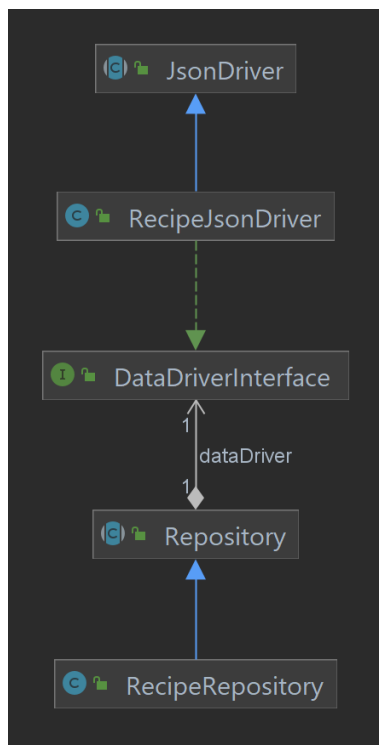 C JsonDriver
C RecipeJsonDriver
I DataDriverInterface
1
dataDriver
1
C Repository
C RecipeRepository